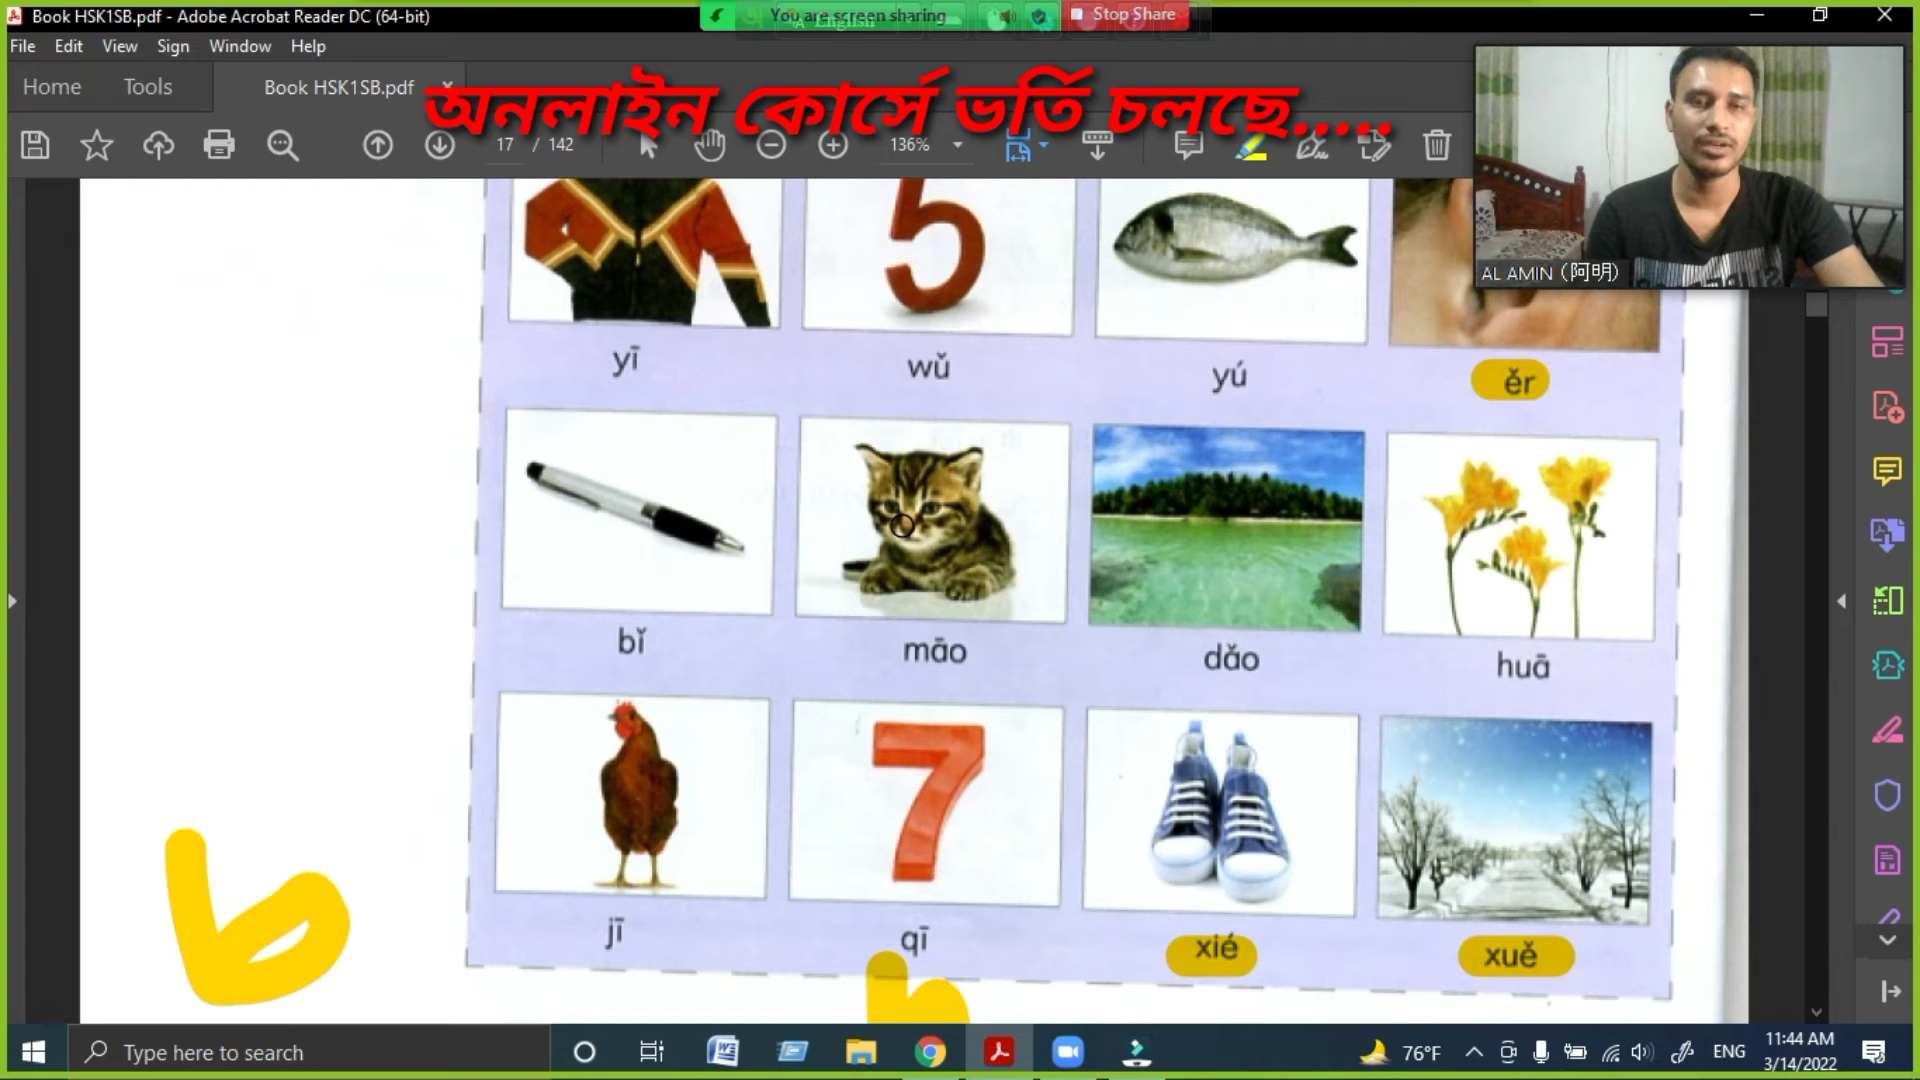 Book HSK1SB.pdf - Adobe Acrobat Reader DC (64-bit)
You are screen sharing
English
Stop Share
File Edit View Sign Window Help
Home Tools Book HSK1SB.pdf ×
অনলাইন কোর্সে ভর্তি চলছে.....
17 / 142
136%
AL AMIN (阿明)
5
yī wǔ yú ěr
bǐ māo dǎo huā
7
jī qī xié xuě
b
Type here to search
76°F
ENG
11:44 AM
3/14/2022